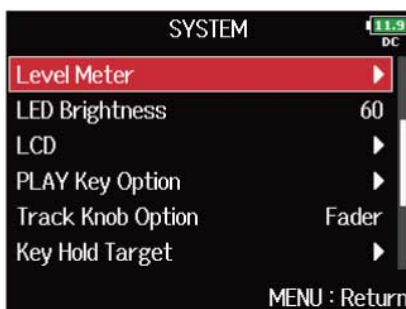 SYSTEM
11.9
DC
Level Meter
LED Brightness 60
LCD
PLAY Key Option
Track Knob Option Fader
Key Hold Target
MENU : Return